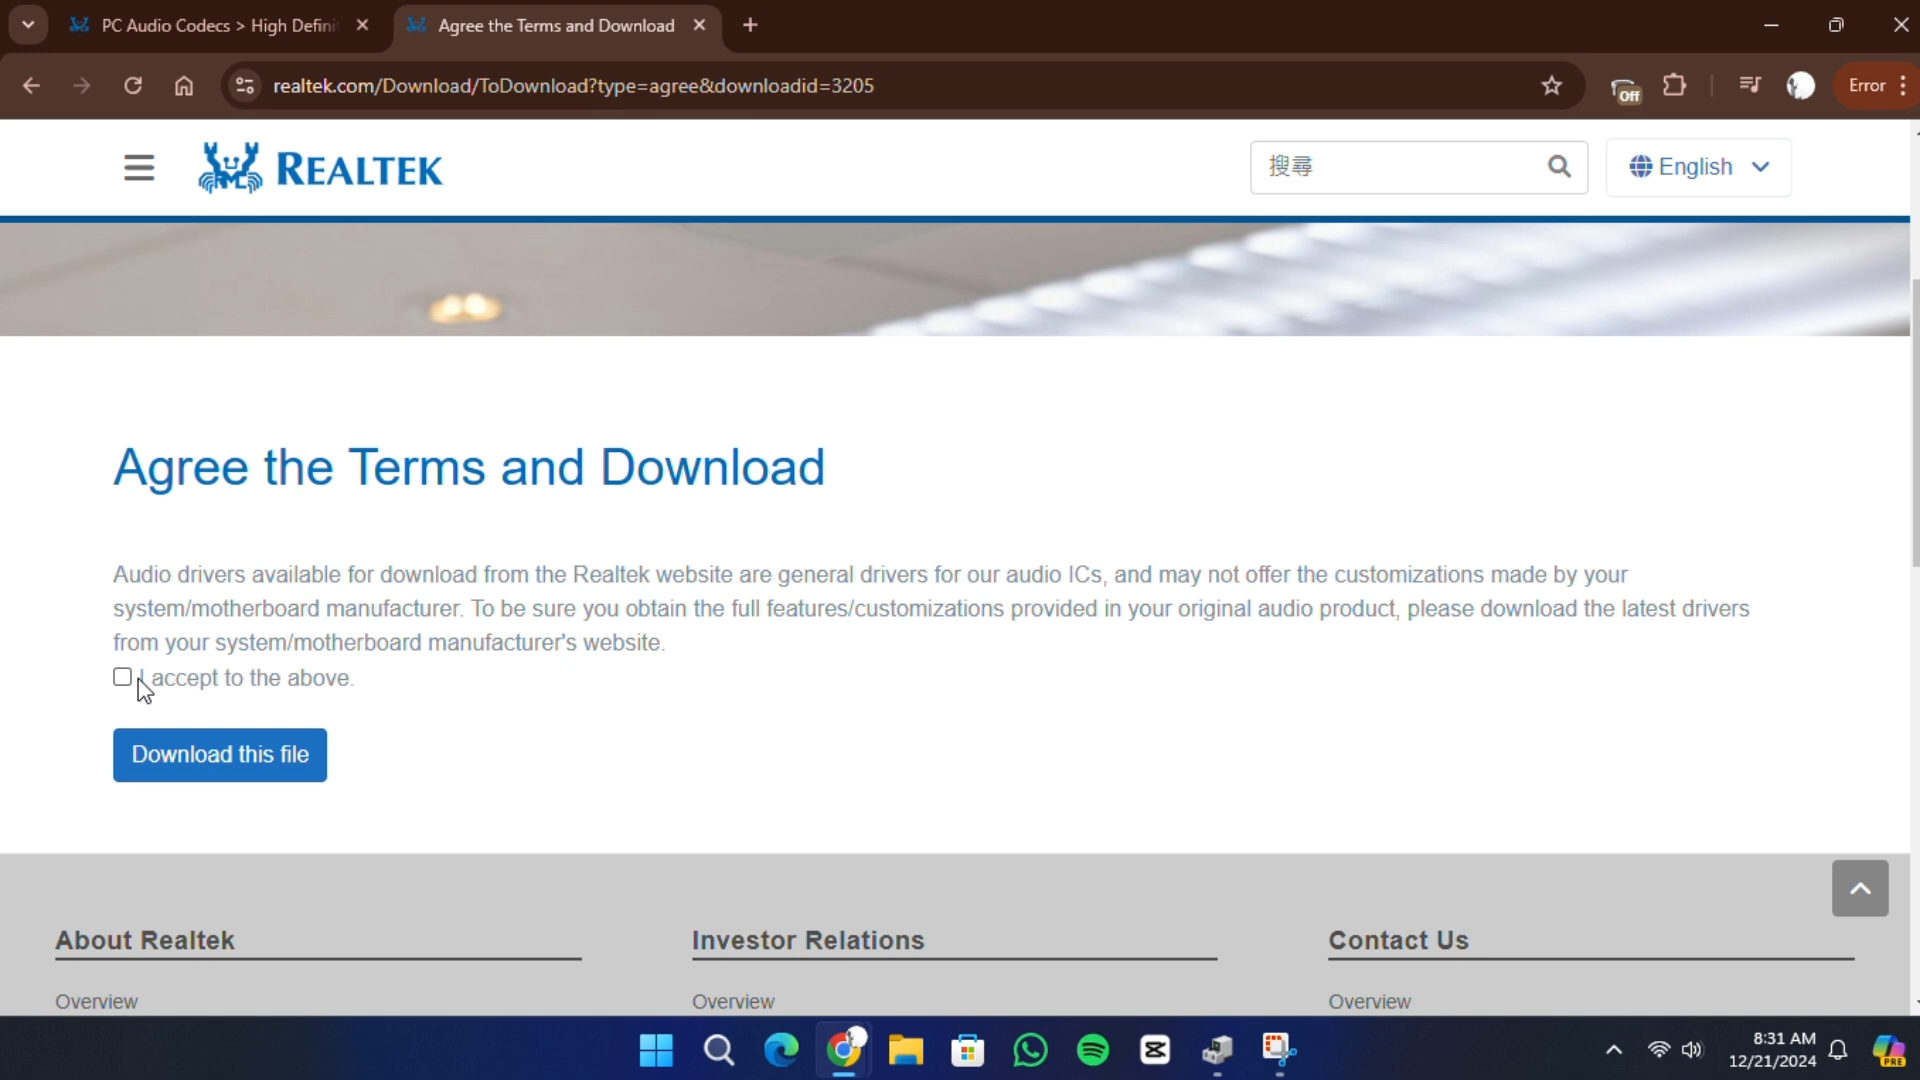 PC Audio Codecs > High Defini
Agree the Terms and Download
realtek.com/Download/ToDownload?type=agree&downloadid=3205
Off
Error
REALTEK
搜尋
English
Agree the Terms and Download
Audio drivers available for download from the Realtek website are general drivers for our audio ICs, and may not offer the customizations made by your
system/motherboard manufacturer. To be sure you obtain the full features/customizations provided in your original audio product, please download the latest drivers
from your system/motherboard manufacturer's website.
I accept to the above.
Download this file
About Realtek
Investor Relations
Contact Us
Overview
Overview
Overview
8:31 AM
12/21/2024
PRE